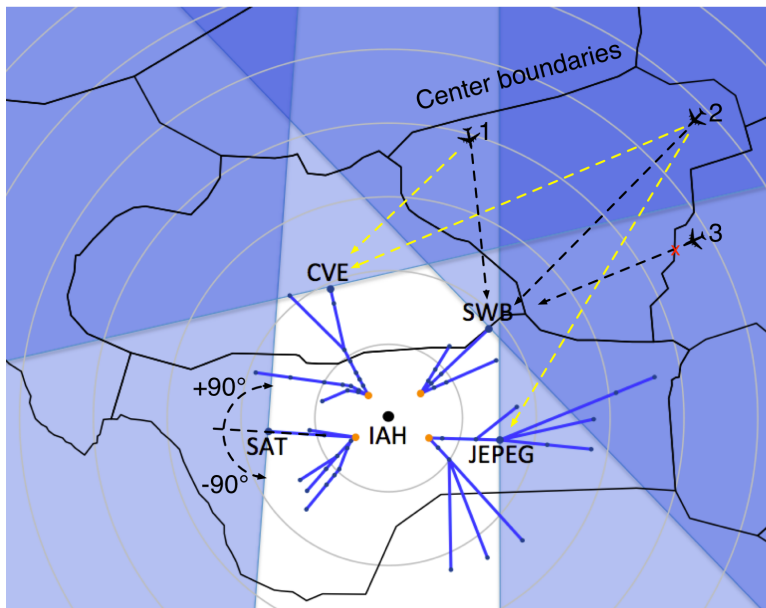 Center boundaries
1
2
3
x
CVE
SWB
+90°
IAH
SAT
JEPEG
-90°